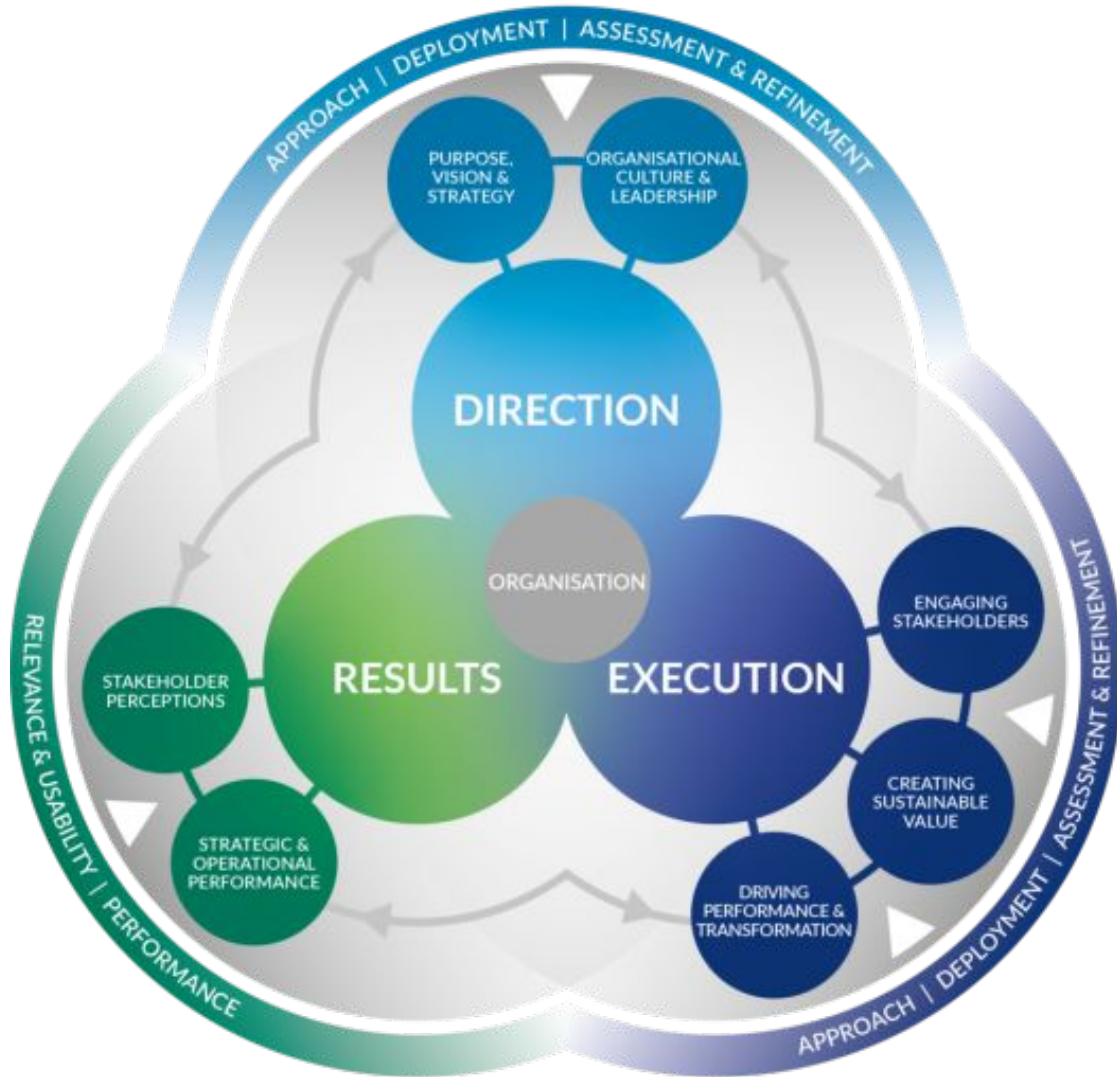 APPROACH | DEPLOYMENT | ASSESSMENT & REFINEMENT
PURPOSE,
VISION &
STRATEGY
ORGANISATIONAL
CULTURE &
LEADERSHIP
DIRECTION
ORGANISATION
RESULTS
EXECUTION
ENGAGING
STAKEHOLDERS
CREATING
SUSTAINABLE
VALUE
DRIVING
PERFORMANCE &
TRANSFORMATION
APPROACH | DEPLOYMENT | ASSESSMENT & REFINEMENT
STAKEHOLDER
PERCEPTIONS
STRATEGIC &
OPERATIONAL
PERFORMANCE
RELEVANCE & USABILITY | PERFORMANCE